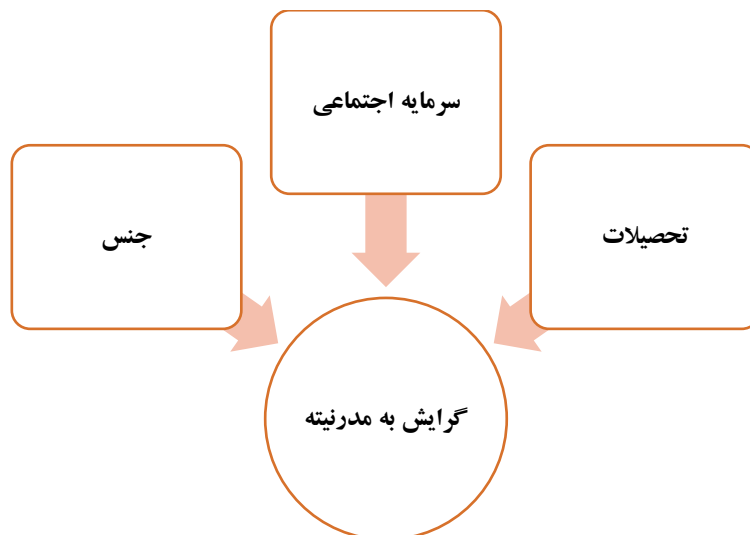 سرمایه اجتماعی
تحصیلات
جنس
گرایش به مدرنیته